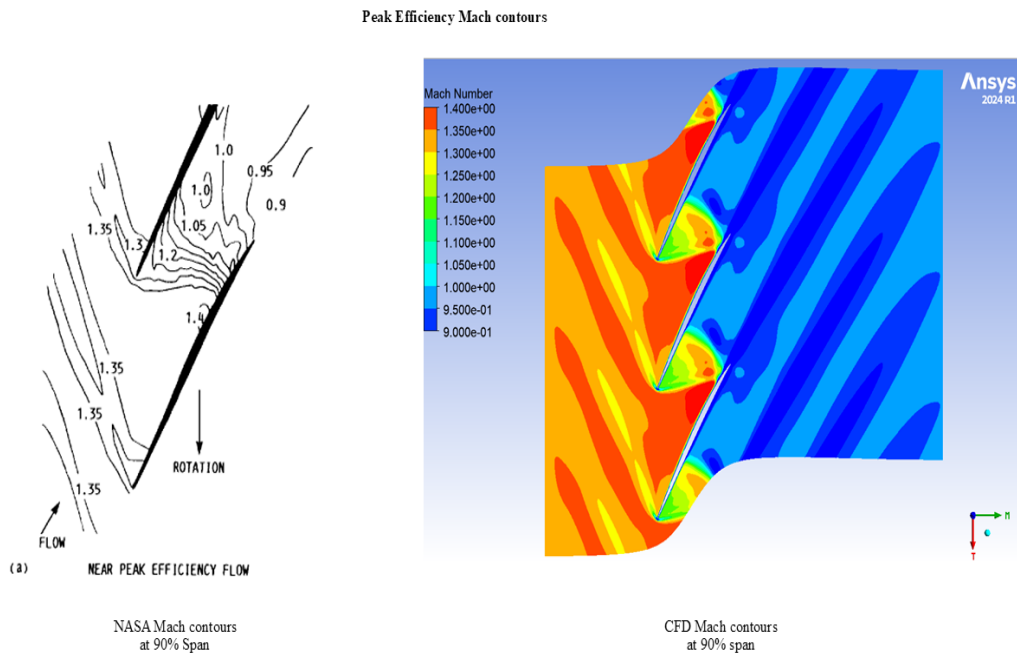 Peak Efficiency Mach contours
1.0
0.95
1.0
0.9
1.35
1.3
1.05
1.2
1.4
1.35
1.35
ROTATION
1.35
FLOW
(a) NEAR PEAK EFFICIENCY FLOW
NASA Mach contours
at 90% Span
Mach Number
1.400e+00
1.350e+00
1.300e+00
1.250e+00
1.200e+00
1.150e+00
1.100e+00
1.050e+00
1.000e+00
9.500e-01
9.000e-01
Ansys
2024 R1
M
T
CFD Mach contours
at 90% span